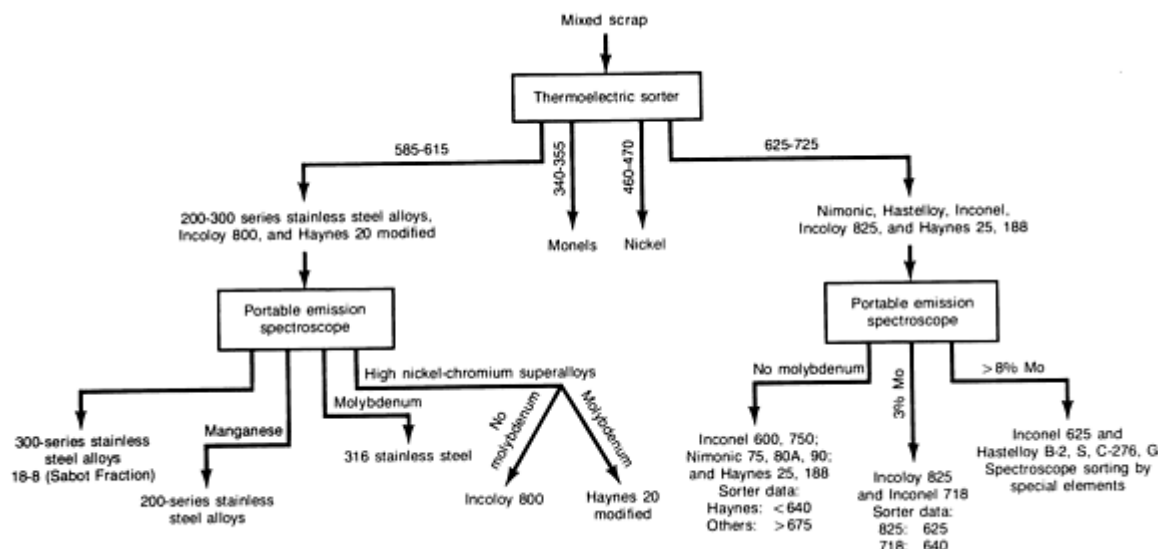 Mixed scrap
Thermoelectric sorter
585-615
340-355
460-470
625-725
200-300 series stainless steel alloys,
Incoloy 800, and Haynes 20 modified
Monels
Nickel
Nimonic, Hastelloy, Inconel,
Incoloy 825, and Haynes 25, 188
Portable emission
spectroscope
Portable emission
spectroscope
High nickel-chromium superalloys
No molybdenum
3% Mo
>8% Mo
Manganese
Molybdenum
No
molybdenum
Molybdenum
300-series stainless
steel alloys
18-8 (Sabot Fraction)
200-series stainless
steel alloys
316 stainless steel
Incoloy 800
Haynes 20
modified
Inconel 600, 750;
Nimonic 75, 80A, 90;
and Haynes 25, 188
Sorter data:
Haynes: <640
Others: >675
Incoloy 825
and Inconel 718
Sorter data:
825: 625
718: 640
Inconel 625 and
Hastelloy B-2, S, C-276, G
Spectroscope sorting by
special elements